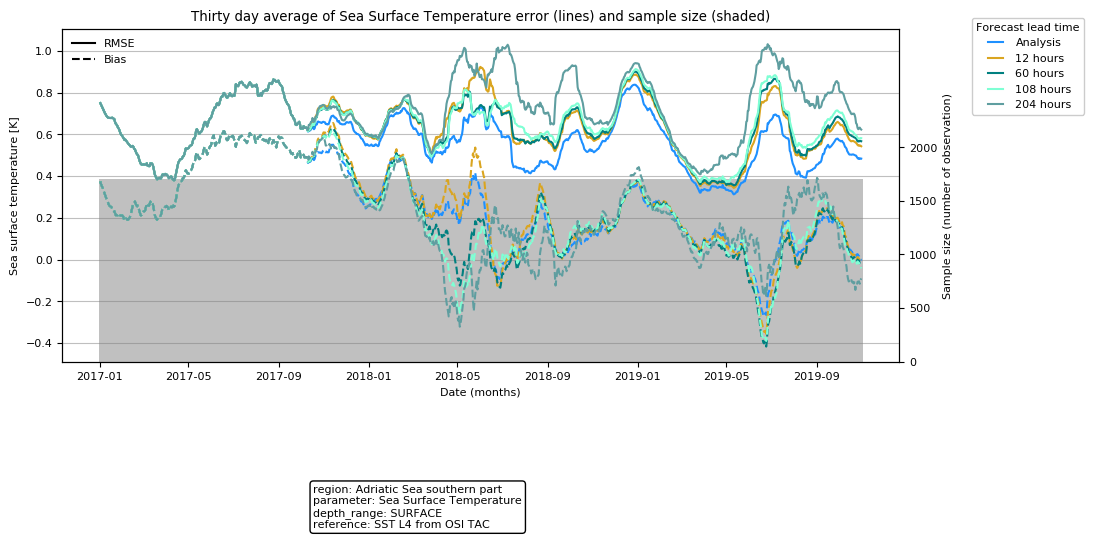 Thirty day average of Sea Surface Temperature error (lines) and sample size (shaded)
Forecast lead time
Analysis
12 hours
60 hours
108 hours
204 hours
RMSE
Bias
Sea surface temperature [K]
1.0
0.8
0.6
0.4
0.2
0.0
−0.2
−0.4
Sample size (number of observation)
2000
1500
1000
500
0
2017-01
2017-05
2017-09
2018-01
2018-05
2018-09
2019-01
2019-05
2019-09
Date (months)
region: Adriatic Sea southern part
parameter: Sea Surface Temperature
depth_range: SURFACE
reference: SST L4 from OSI TAC